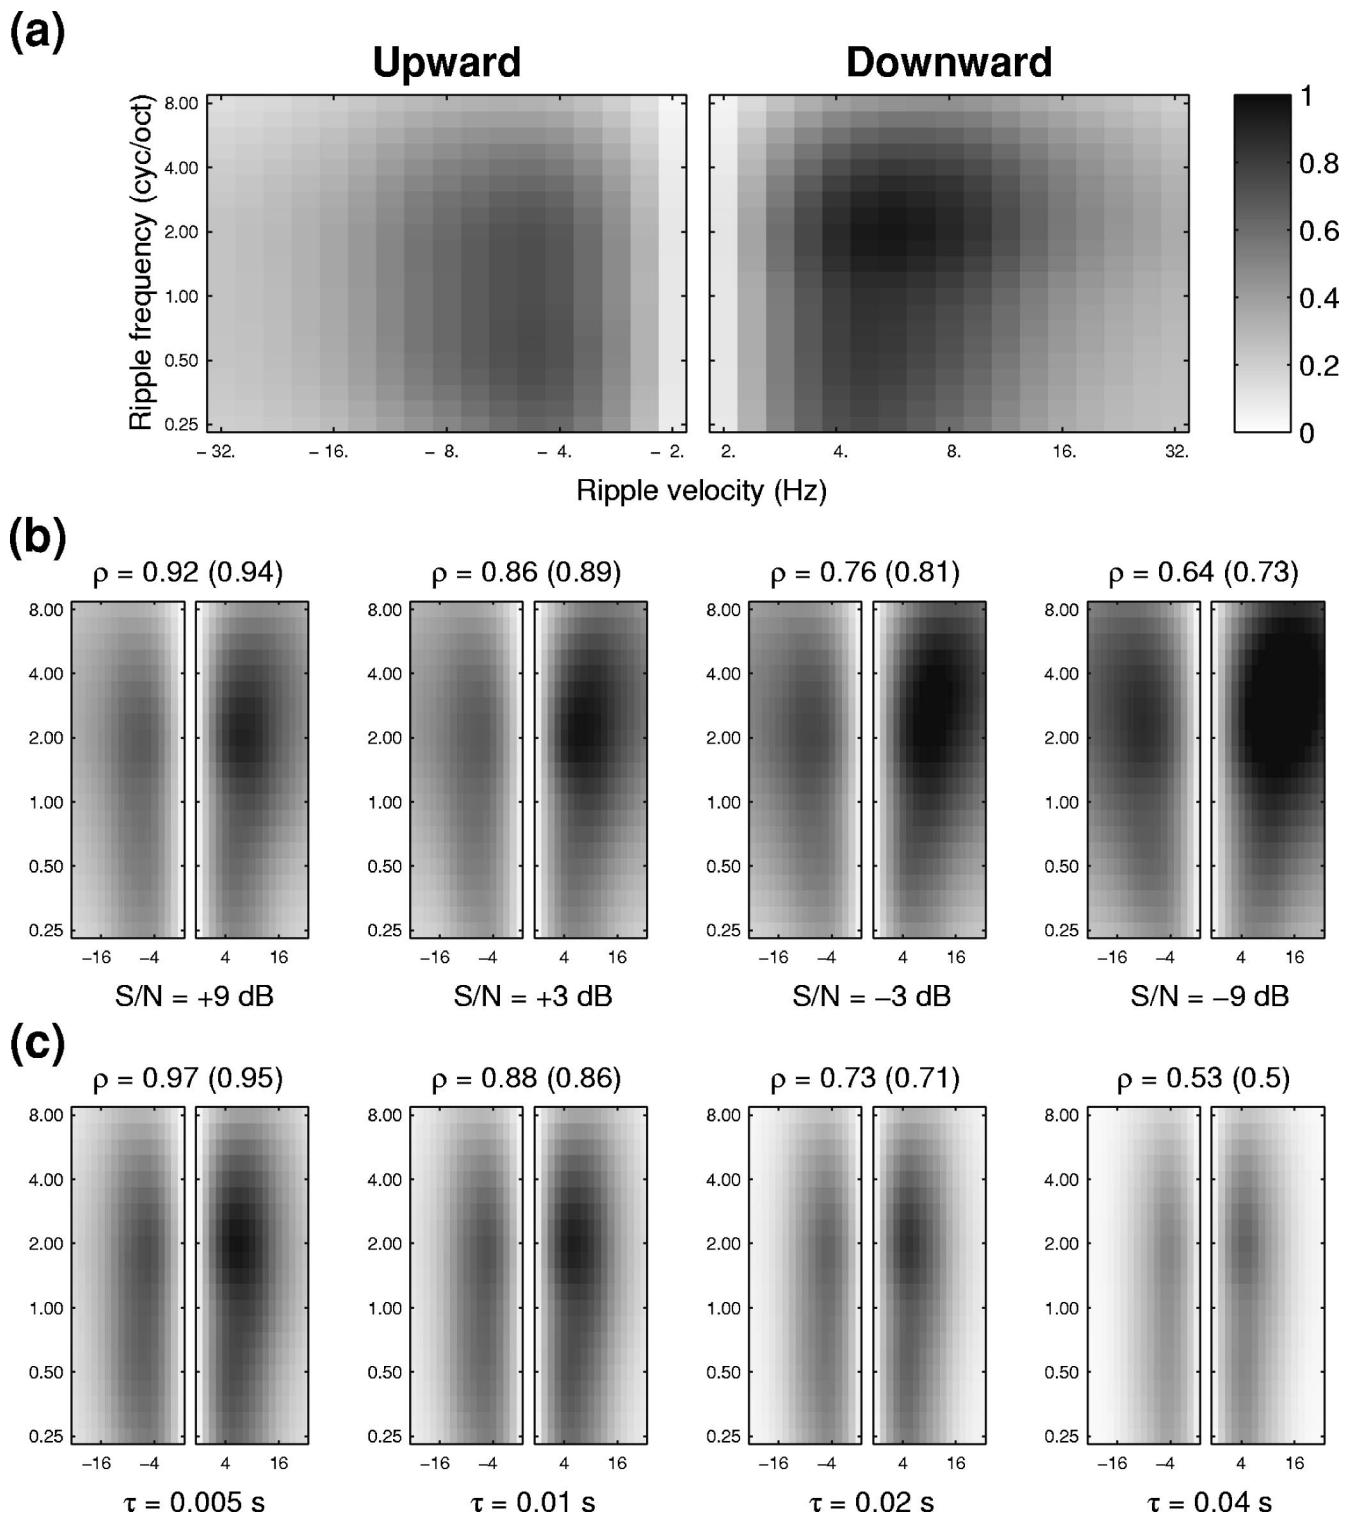 (a)
Upward Downward
Ripple frequency (cyc/oct)
8.00
4.00
2.00
1.00
0.50
0.25
− 32. − 16. − 8. − 4. − 2. 2. 4. 8. 16. 32.
Ripple velocity (Hz)
1
0.8
0.6
0.4
0.2
0
(b)
ρ = 0.92 (0.94) ρ = 0.86 (0.89) ρ = 0.76 (0.81) ρ = 0.64 (0.73)
8.00 8.00 8.00 8.00
4.00 4.00 4.00 4.00
2.00 2.00 2.00 2.00
1.00 1.00 1.00 1.00
0.50 0.50 0.50 0.50
0.25 0.25 0.25 0.25
−16 −4 4 16 −16 −4 4 16 −16 −4 4 16 −16 −4 4 16
S/N = +9 dB S/N = +3 dB S/N = −3 dB S/N = −9 dB
(c)
ρ = 0.97 (0.95) ρ = 0.88 (0.86) ρ = 0.73 (0.71) ρ = 0.53 (0.5)
8.00 8.00 8.00 8.00
4.00 4.00 4.00 4.00
2.00 2.00 2.00 2.00
1.00 1.00 1.00 1.00
0.50 0.50 0.50 0.50
0.25 0.25 0.25 0.25
−16 −4 4 16 −16 −4 4 16 −16 −4 4 16 −16 −4 4 16
τ = 0.005 s τ = 0.01 s τ = 0.02 s τ = 0.04 s